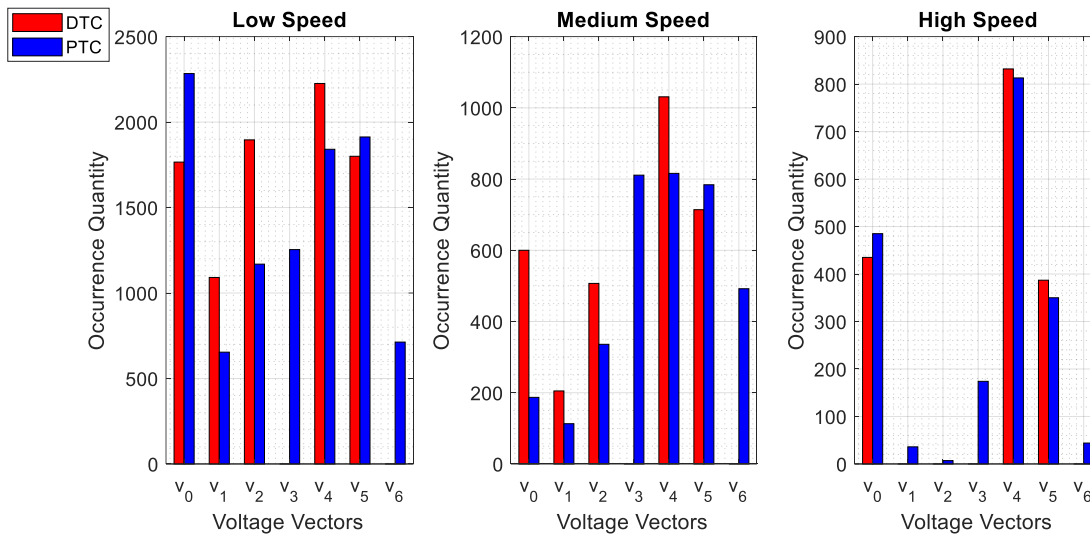 DTC
PTC
Low Speed
Occurrence Quantity
2500
2000
1500
1000
500
0
v0 v1 v2 v3 v4 v5 v6
Voltage Vectors
Medium Speed
Occurrence Quantity
1200
1000
800
600
400
200
0
v0 v1 v2 v3 v4 v5 v6
Voltage Vectors
High Speed
Occurrence Quantity
900
800
700
600
500
400
300
200
100
0
v0 v1 v2 v3 v4 v5 v6
Voltage Vectors